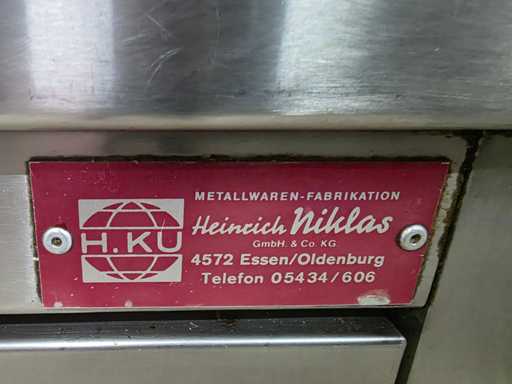 H.KU
METALLWAREN-FABRIKATION
Heinrich Niklas
GmbH. & Co. KG.
4572 Essen/Oldenburg
Telefon 05434/606